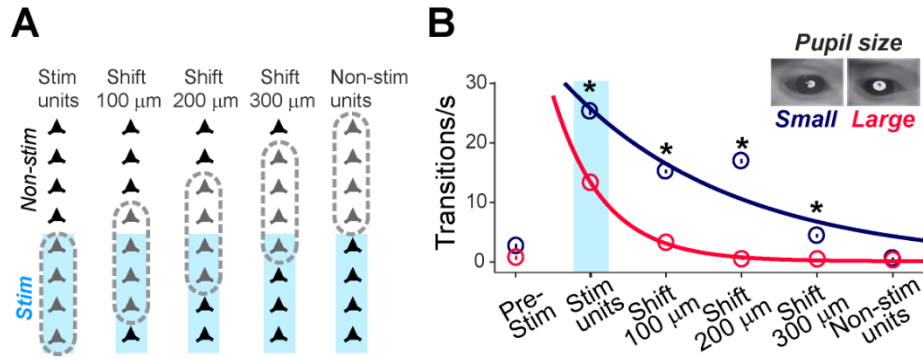 A
Stim units
Shift 100 μm
Shift 200 μm
Shift 300 μm
Non-stim units
Non-stim
Stim
B
Pupil size
Small Large
Transitions/s
30
20
10
0
*
*
*
*
Pre-Stim
Stim units
Shift 100 μm
Shift 200 μm
Shift 300 μm
Non-stim units